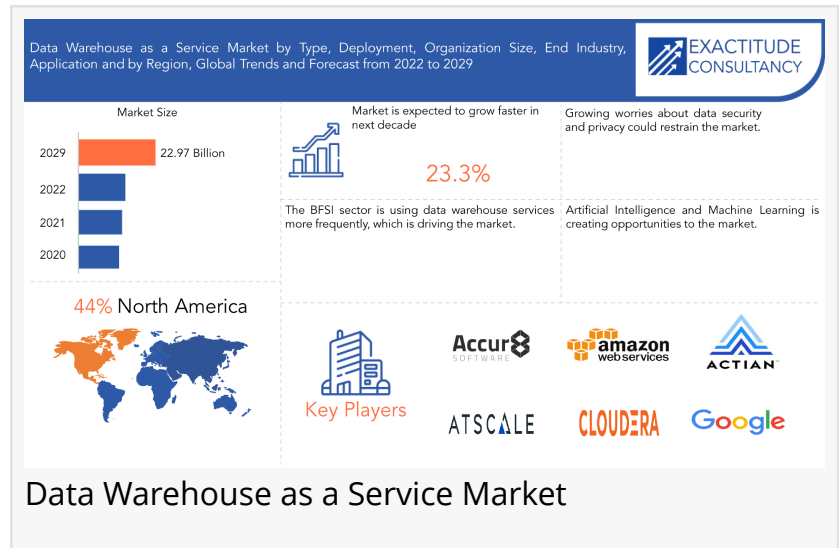 Data Warehouse as a Service Market by Type, Deployment, Organization Size, End Industry,
Application and by Region, Global Trends and Forecast from 2022 to 2029
EXACTITUDE
CONSULTANCY
Market Size
2029
22.97 Billion
2022
2021
2020
Market is expected to grow faster in
next decade
23.3%
Growing worries about data security
and privacy could restrain the market.
The BFSI sector is using data warehouse services
more frequently, which is driving the market.
Artificial Intelligence and Machine Learning is
creating opportunities to the market.
44% North America
Key Players
Accur8
SOFTWARE
amazon
webservices
ACTIAN
ATSCALE
CLOUDERA
Google
Data Warehouse as a Service Market